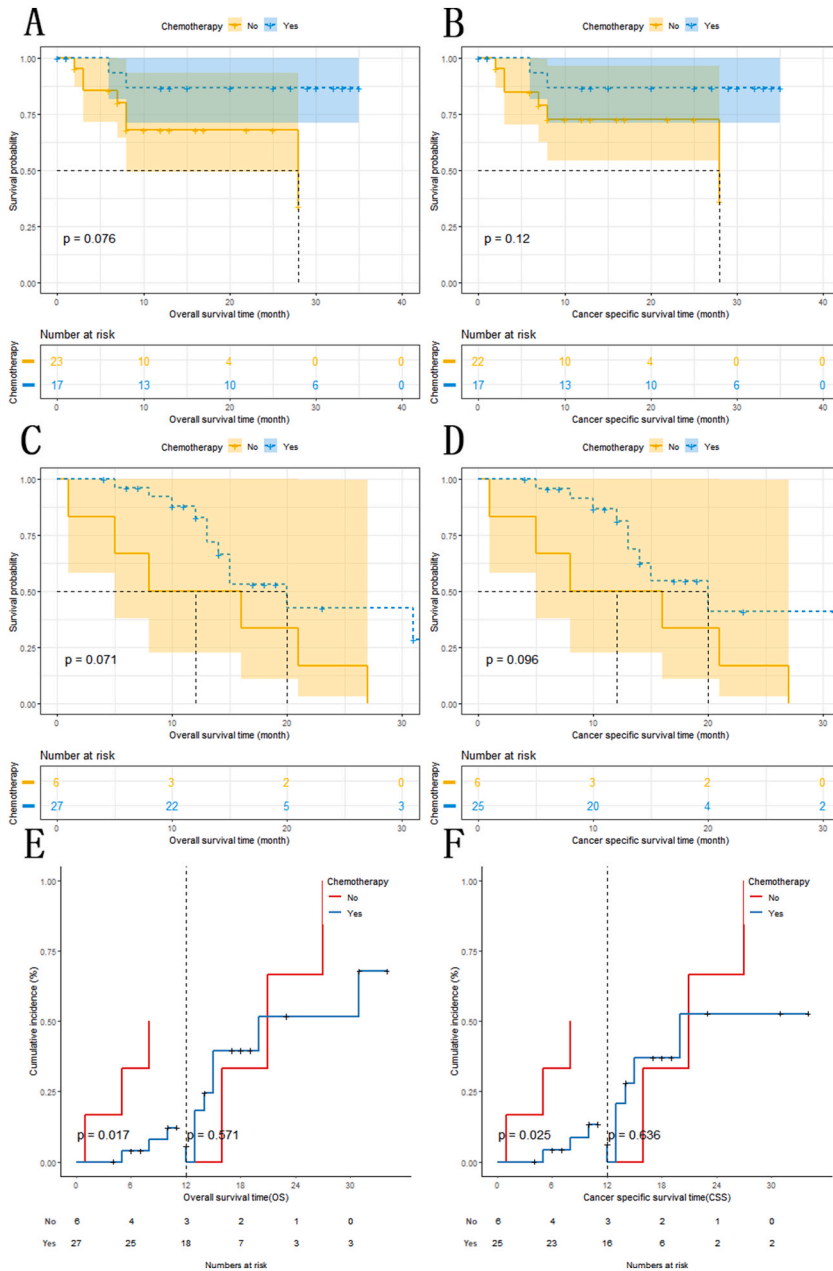 A
Chemotherapy No Yes
1.00
0.75
0.50
0.25
0.00
Survival probability
p = 0.076
0 10 20 30 40
Overall survival time (month)
Number at risk
Chemotherapy
23 10 4 0 0
17 13 10 6 0
0 10 20 30 40
Overall survival time (month)
B
Chemotherapy No Yes
1.00
0.75
0.50
0.25
0.00
Survival probability
p = 0.12
0 10 20 30 40
Cancer specific survival time (month)
Number at risk
Chemotherapy
22 10 4 0 0
17 13 10 6 0
0 10 20 30 40
Cancer specific survival time (month)
C
Chemotherapy No Yes
1.00
0.75
0.50
0.25
0.00
Survival probability
p = 0.071
0 10 20 30
Overall survival time (month)
Number at risk
Chemotherapy
6 3 2 0
27 22 5 3
0 10 20 30
Overall survival time (month)
D
Chemotherapy No Yes
1.00
0.75
0.50
0.25
0.00
Survival probability
p = 0.096
0 10 20 30
Cancer specific survival time (month)
Number at risk
Chemotherapy
6 3 2 0
25 20 4 2
0 10 20 30
Cancer specific survival time (month)
E
Chemotherapy
No
Yes
1.00
0.75
0.50
0.25
0.00
Cumulative incidence (%)
p = 0.017 p = 0.571
0 6 12 18 24 30
Overall survival time(OS)
No 6 4 3 2 1 0
Yes 27 25 18 7 3 3
Numbers at risk
F
Chemotherapy
No
Yes
1.00
0.75
0.50
0.25
0.00
Cumulative incidence (%)
p = 0.025 p = 0.636
0 6 12 18 24 30
Cancer specific survival time(CSS)
No 6 4 3 2 1 0
Yes 25 23 16 6 2 2
Numbers at risk